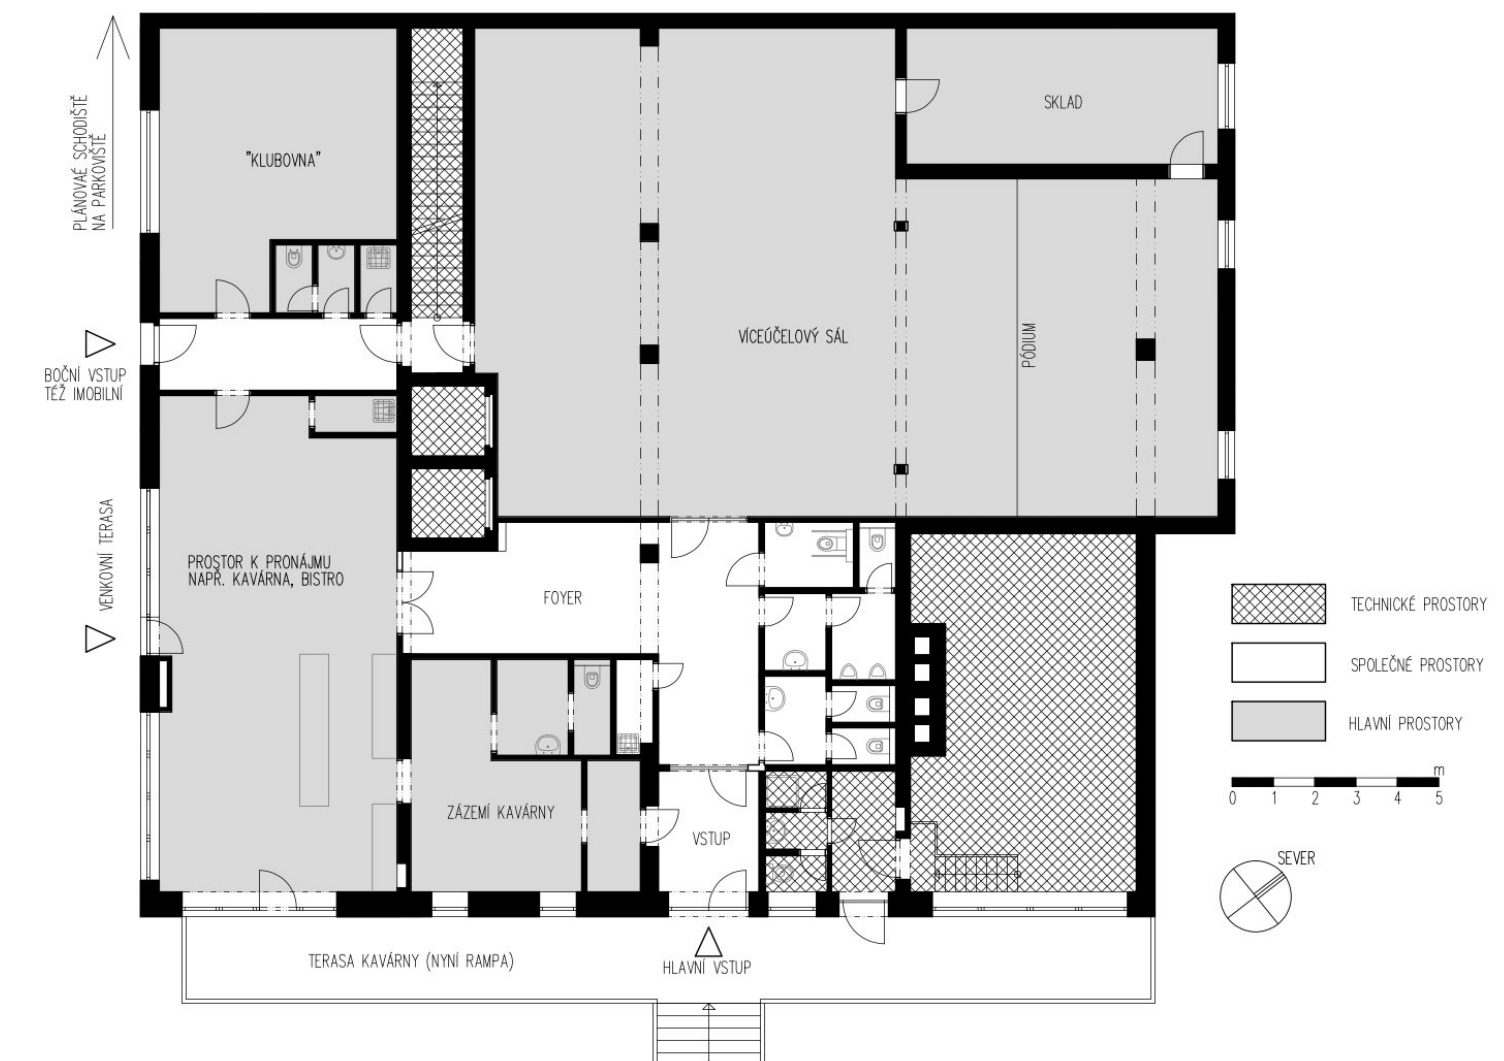 PLÁNOVAÉ SCHODIŠTĚ
NA PARKOVIŠTĚ
"KLUBOVNA"
SKLAD
VÍCEÚČELOVÝ SÁL
PÓDIUM
BOČNÍ VSTUP
TÉŽ IMOBILNÍ
VENKOVNÍ TERASA
PROSTOR K PRONÁJMU
NAPŘ. KAVÁRNA, BISTRO
FOYER
TECHNICKÉ PROSTORY
SPOLEČNÉ PROSTORY
HLAVNÍ PROSTORY
m
0 1 2 3 4 5
ZÁZEMÍ KAVÁRNY
VSTUP
SEVER
TERASA KAVÁRNY (NYNÍ RAMPA)
HLAVNÍ VSTUP